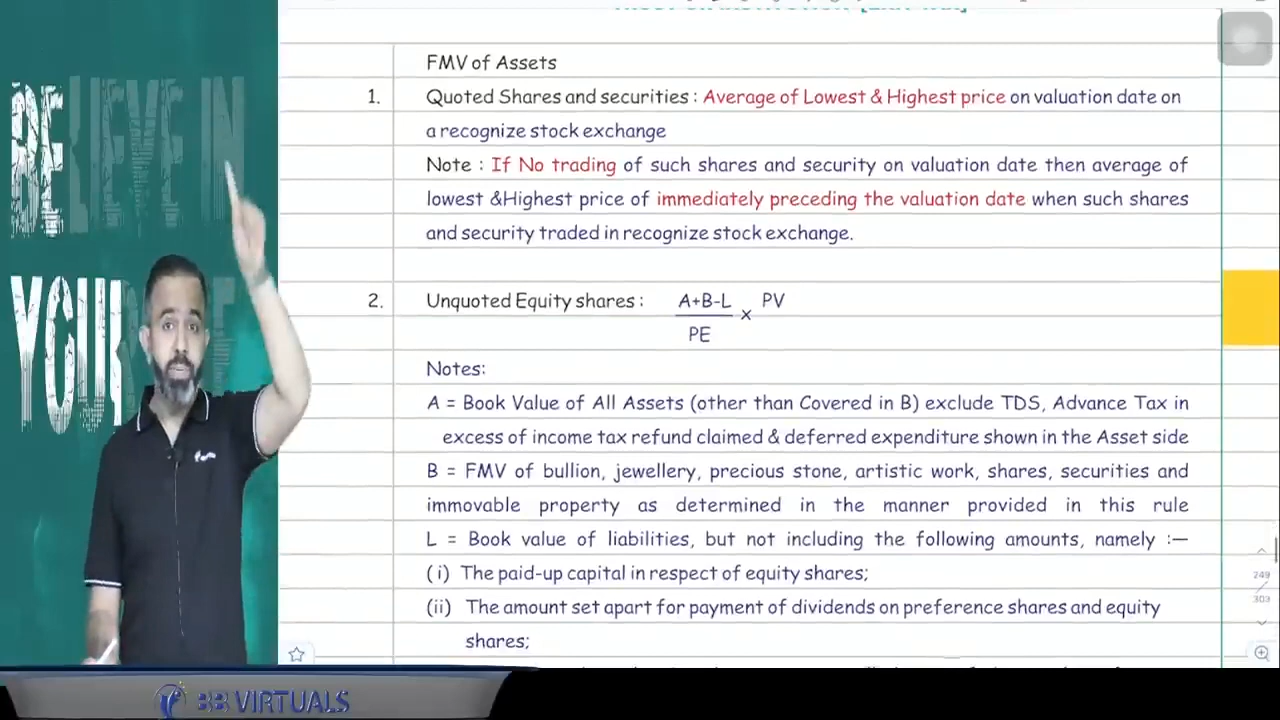 BELIEVE IN
YOUR
FMV of Assets
1. Quoted Shares and securities : Average of Lowest & Highest price on valuation date on
a recognize stock exchange
Note : If No trading of such shares and security on valuation date then average of
lowest &Highest price of immediately preceding the valuation date when such shares
and security traded in recognize stock exchange.
2. Unquoted Equity shares : A+B-L × PV
PE
Notes:
A = Book Value of All Assets (other than Covered in B) exclude TDS, Advance Tax in
excess of income tax refund claimed & deferred expenditure shown in the Asset side
B = FMV of bullion, jewellery, precious stone, artistic work, shares, securities and
immovable property as determined in the manner provided in this rule
L = Book value of liabilities, but not including the following amounts, namely :—
(i) The paid-up capital in respect of equity shares;
(ii) The amount set apart for payment of dividends on preference shares and equity
shares;
249
303
BB VIRTUALS